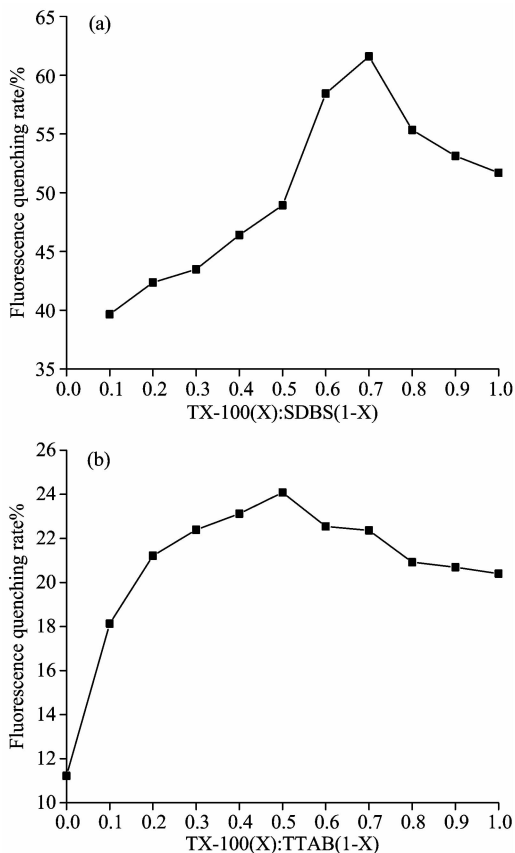 (a)
Fluorescence quenching rate/%
65
60
55
50
45
40
35
0.0 0.1 0.2 0.3 0.4 0.5 0.6 0.7 0.8 0.9 1.0
TX-100(X):SDBS(1-X)
(b)
Fluorescence quenching rate%
26
24
22
20
18
16
14
12
10
0.0 0.1 0.2 0.3 0.4 0.5 0.6 0.7 0.8 0.9 1.0
TX-100(X):TTAB(1-X)